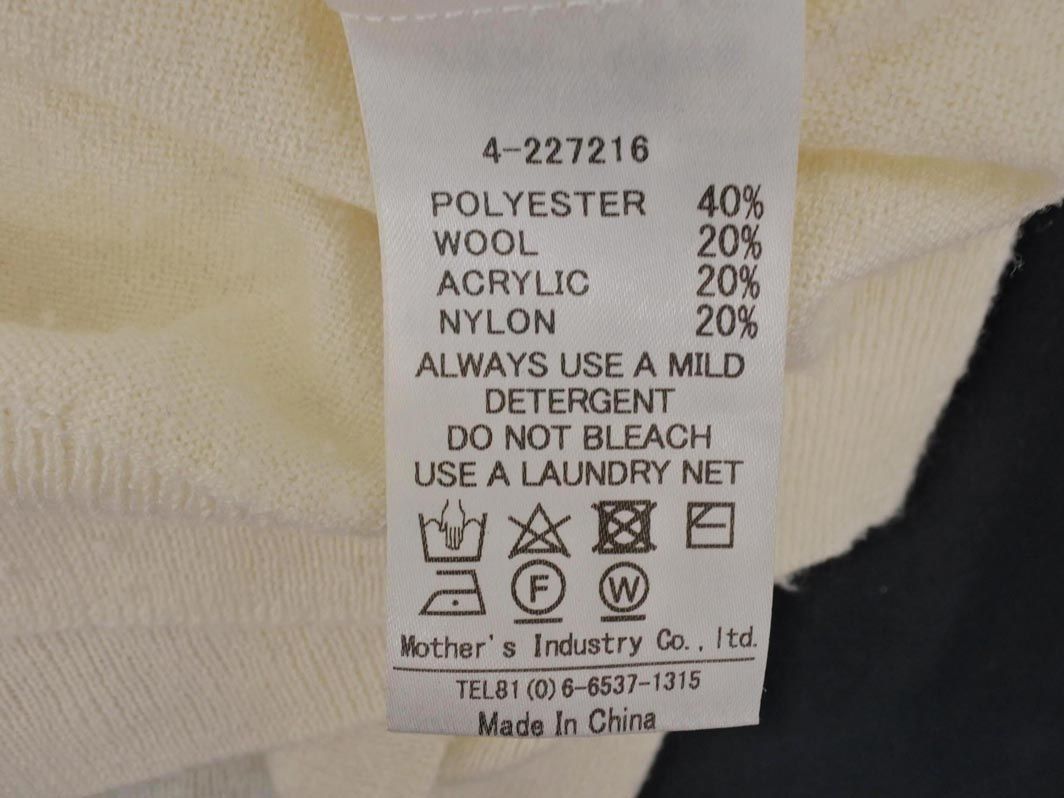 4-227216
POLYESTER 40%
WOOL 20%
ACRYLIC 20%
NYLON 20%
ALWAYS USE A MILD
DETERGENT
DO NOT BLEACH
USE A LAUNDRY NET
F W
Mother's Industry Co., ltd.
TEL81(0)6-6537-1315
Made In China